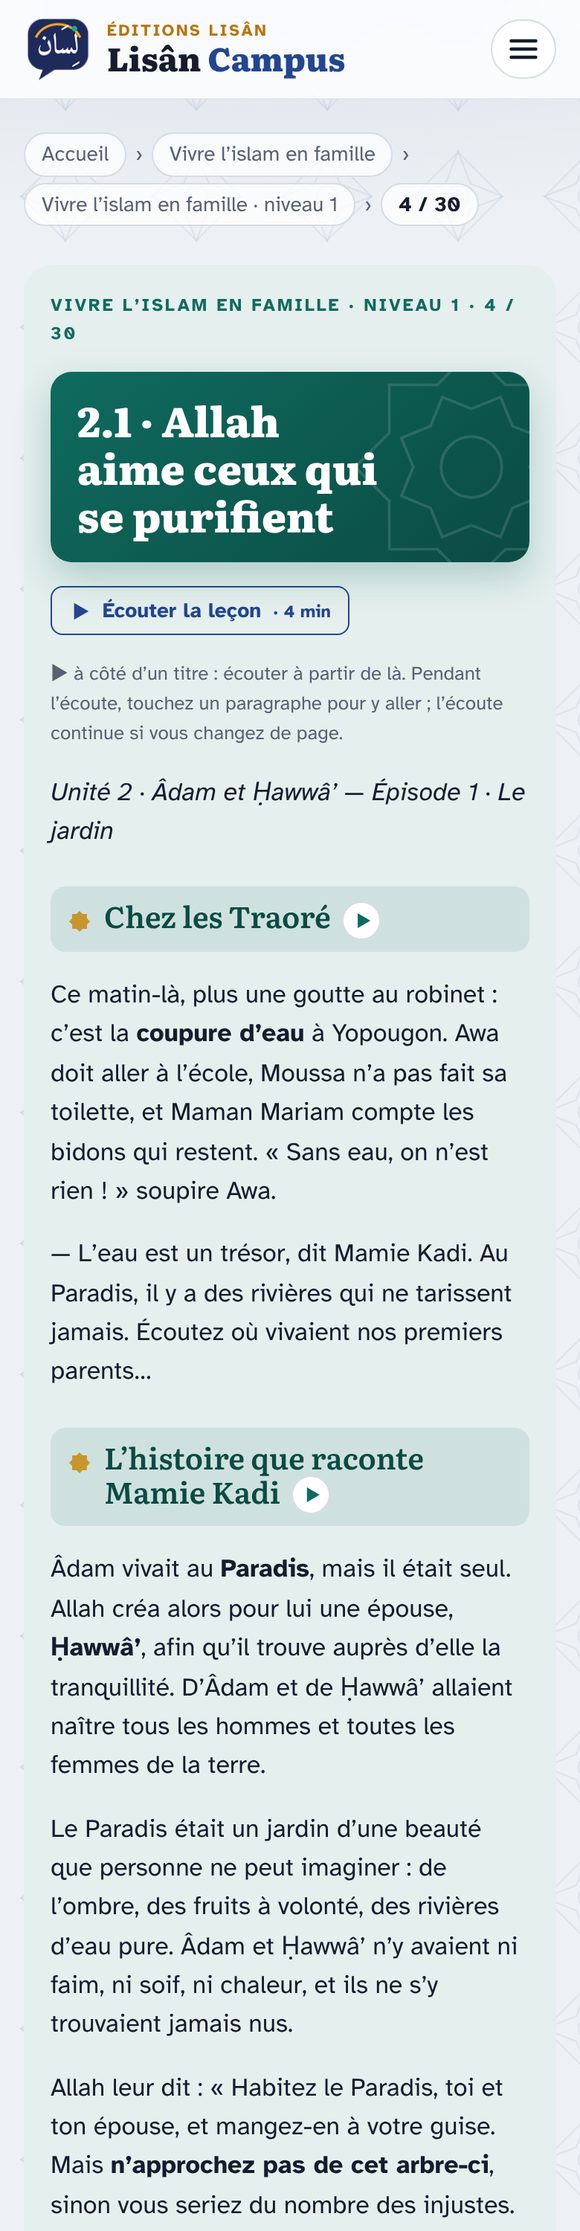 لِسَان
ÉDITIONS LISÂN
Lisân Campus
Accueil › Vivre l’islam en famille ›
Vivre l’islam en famille · niveau 1 › 4 / 30
VIVRE L’ISLAM EN FAMILLE · NIVEAU 1 · 4 /
30
2.1 · Allah
aime ceux qui
se purifient
▶ Écouter la leçon · 4 min
▶ à côté d’un titre : écouter à partir de là. Pendant
l’écoute, touchez un paragraphe pour y aller ; l’écoute
continue si vous changez de page.
Unité 2 · Âdam et Ḥawwâ’ — Épisode 1 · Le
jardin
Chez les Traoré
Ce matin-là, plus une goutte au robinet :
c’est la coupure d’eau à Yopougon. Awa
doit aller à l’école, Moussa n’a pas fait sa
toilette, et Maman Mariam compte les
bidons qui restent. « Sans eau, on n’est
rien ! » soupire Awa.
— L’eau est un trésor, dit Mamie Kadi. Au
Paradis, il y a des rivières qui ne tarissent
jamais. Écoutez où vivaient nos premiers
parents…
L’histoire que raconte
Mamie Kadi
Âdam vivait au Paradis, mais il était seul.
Allah créa alors pour lui une épouse,
Ḥawwâ’, afin qu’il trouve auprès d’elle la
tranquillité. D’Âdam et de Ḥawwâ’ allaient
naître tous les hommes et toutes les
femmes de la terre.
Le Paradis était un jardin d’une beauté
que personne ne peut imaginer : de
l’ombre, des fruits à volonté, des rivières
d’eau pure. Âdam et Ḥawwâ’ n’y avaient ni
faim, ni soif, ni chaleur, et ils ne s’y
trouvaient jamais nus.
Allah leur dit : « Habitez le Paradis, toi et
ton épouse, et mangez-en à votre guise.
Mais n’approchez pas de cet arbre-ci,
sinon vous seriez du nombre des injustes.